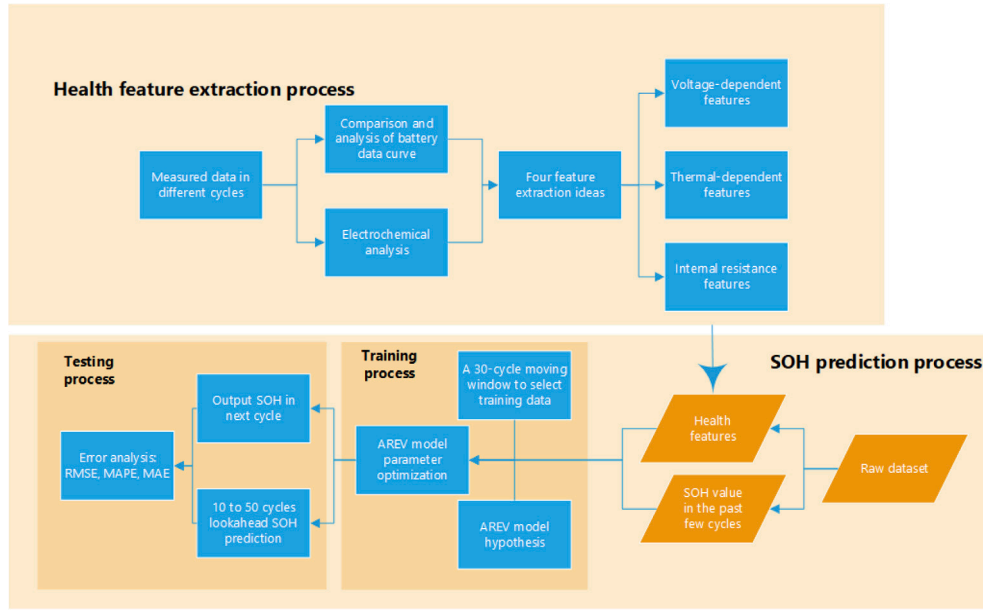 Health feature extraction process
Measured data in
different cycles
Comparison and
analysis of battery
data curve
Electrochemical
analysis
Four feature
extraction ideas
Voltage-dependent
features
Thermal-dependent
features
Internal resistance
features
SOH prediction process
Testing
process
Output SOH in
next cycle
Error analysis:
RMSE, MAPE, MAE
10 to 50 cycles
lookahead SOH
prediction
Training
process
A 30-cycle moving
window to select
training data
AREV model
parameter
optimization
AREV model
hypothesis
Health
features
SOH value
in the past
few cycles
Raw dataset